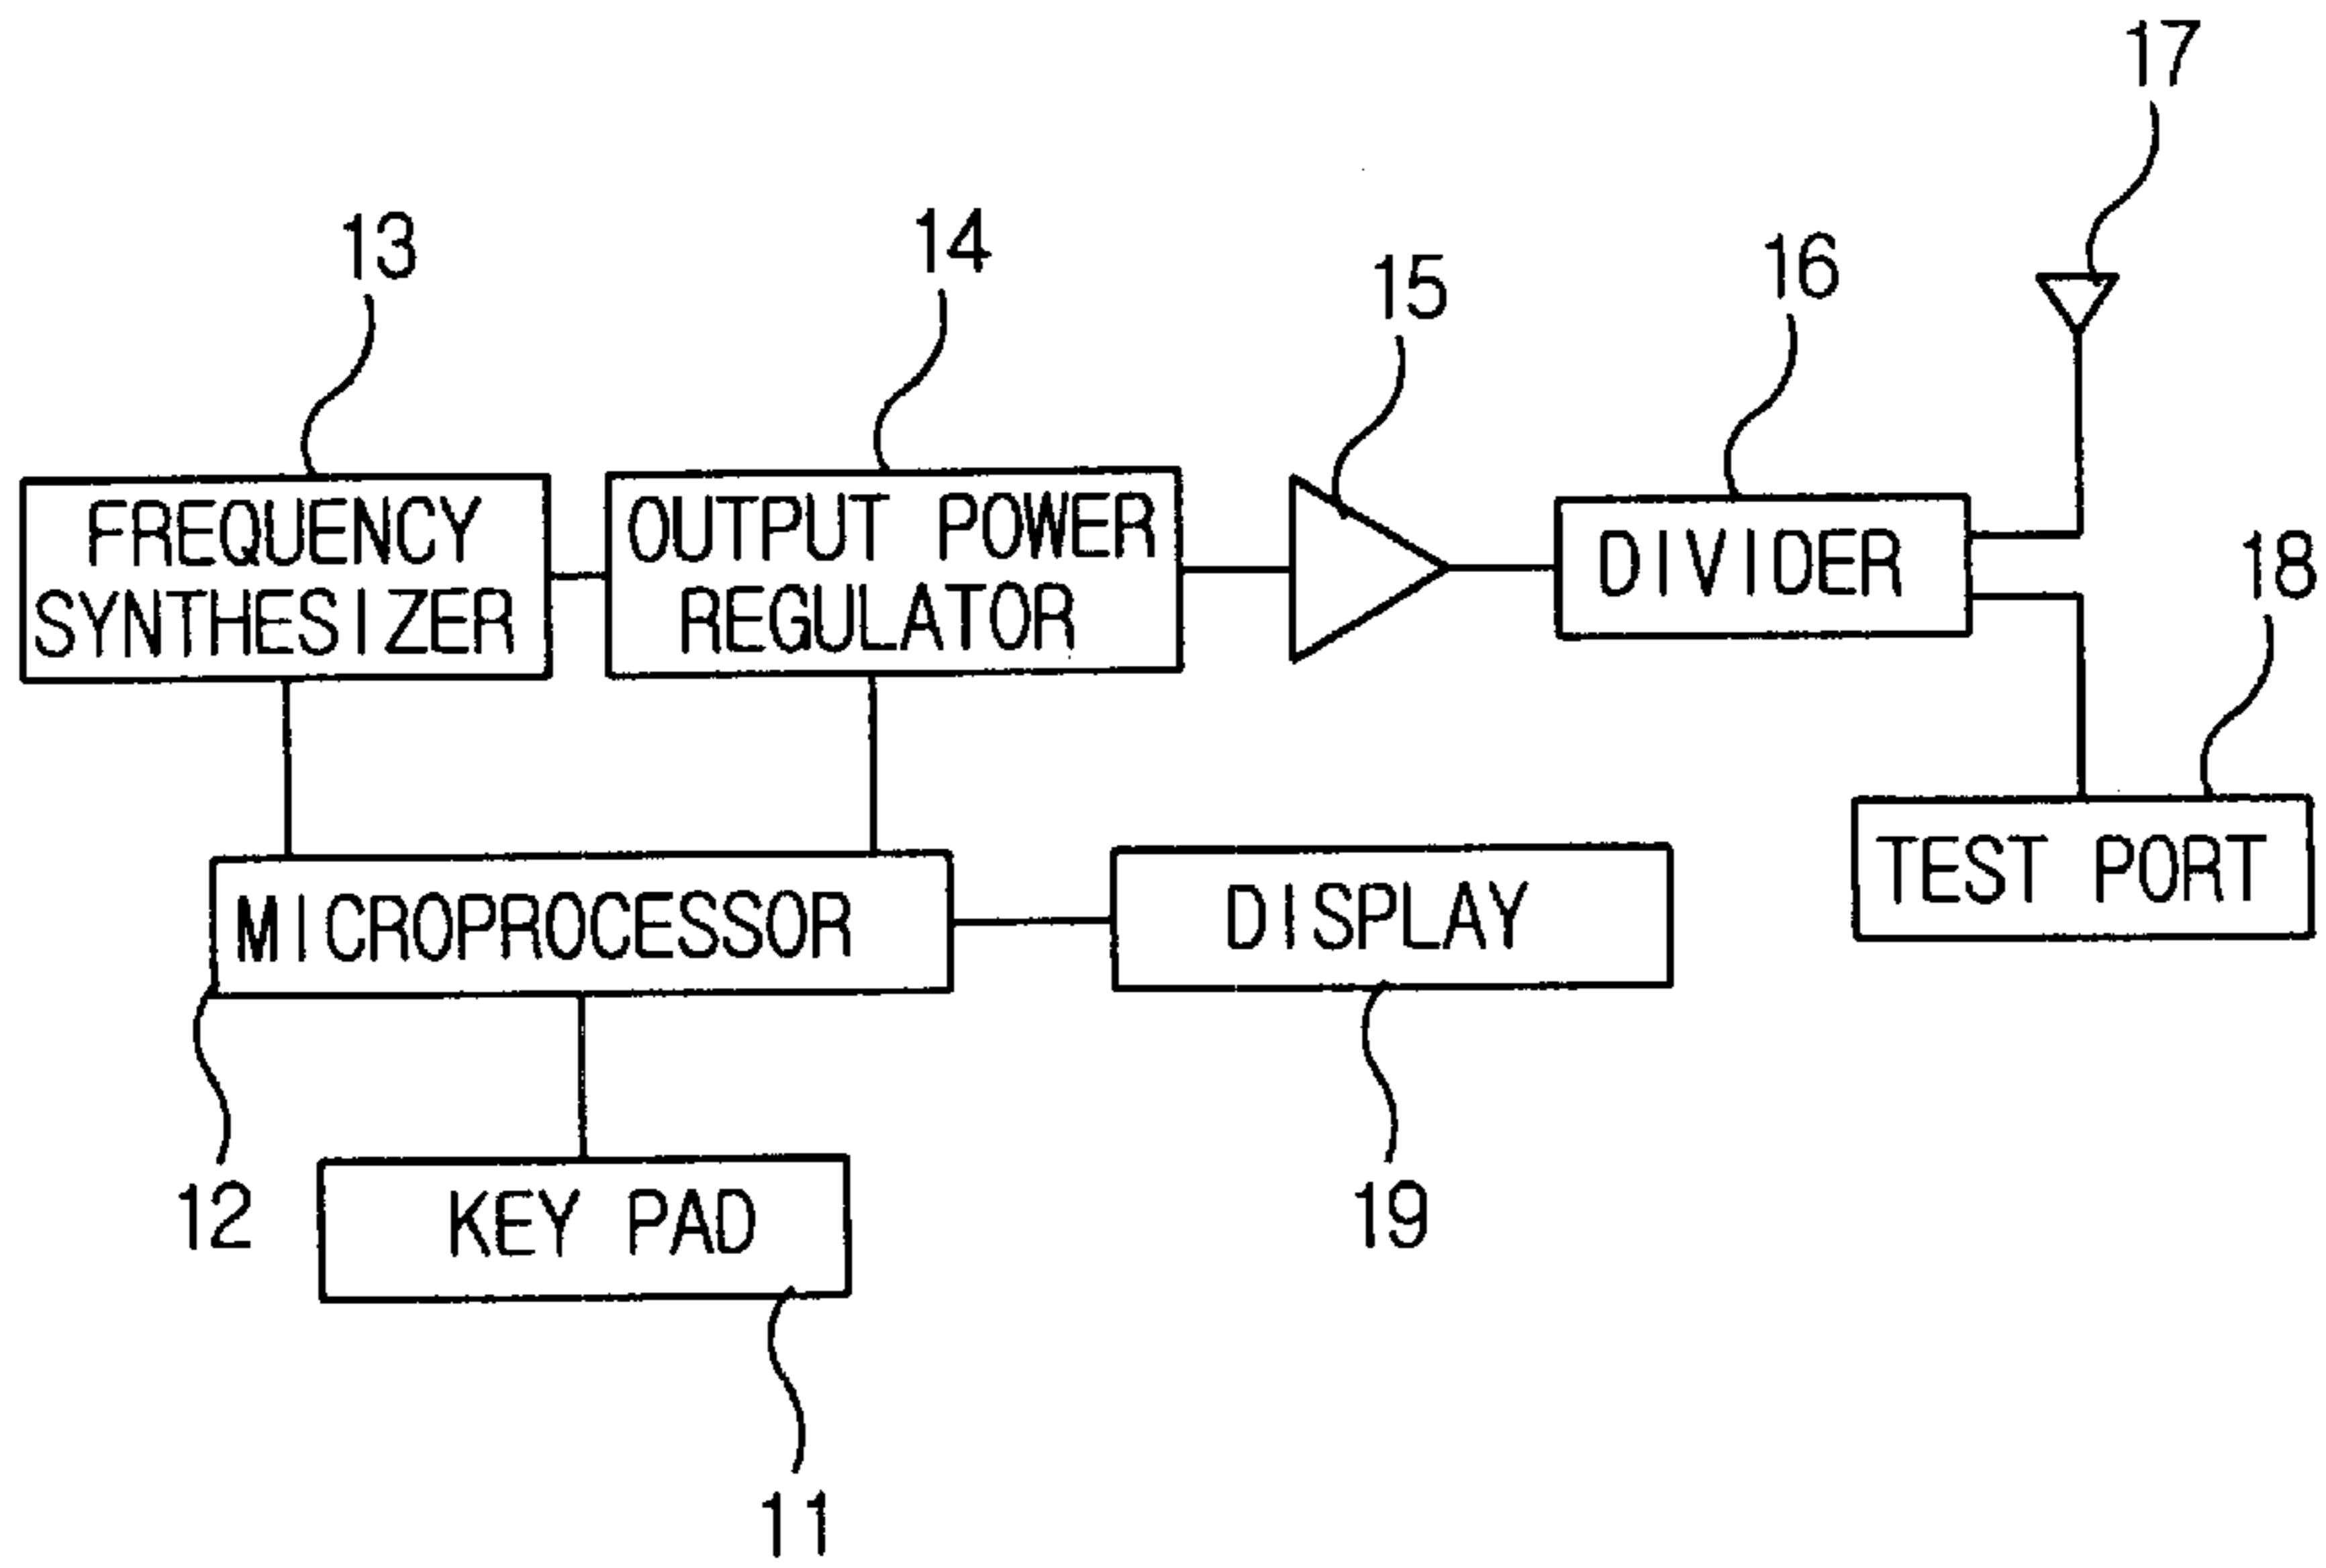 17
13
14
15
16
FREQUENCY
SYNTHESIZER
OUTPUT POWER
REGULATOR
DIVIDER
18
MICROPROCESSOR
DISPLAY
TEST PORT
12
KEY PAD
19
11